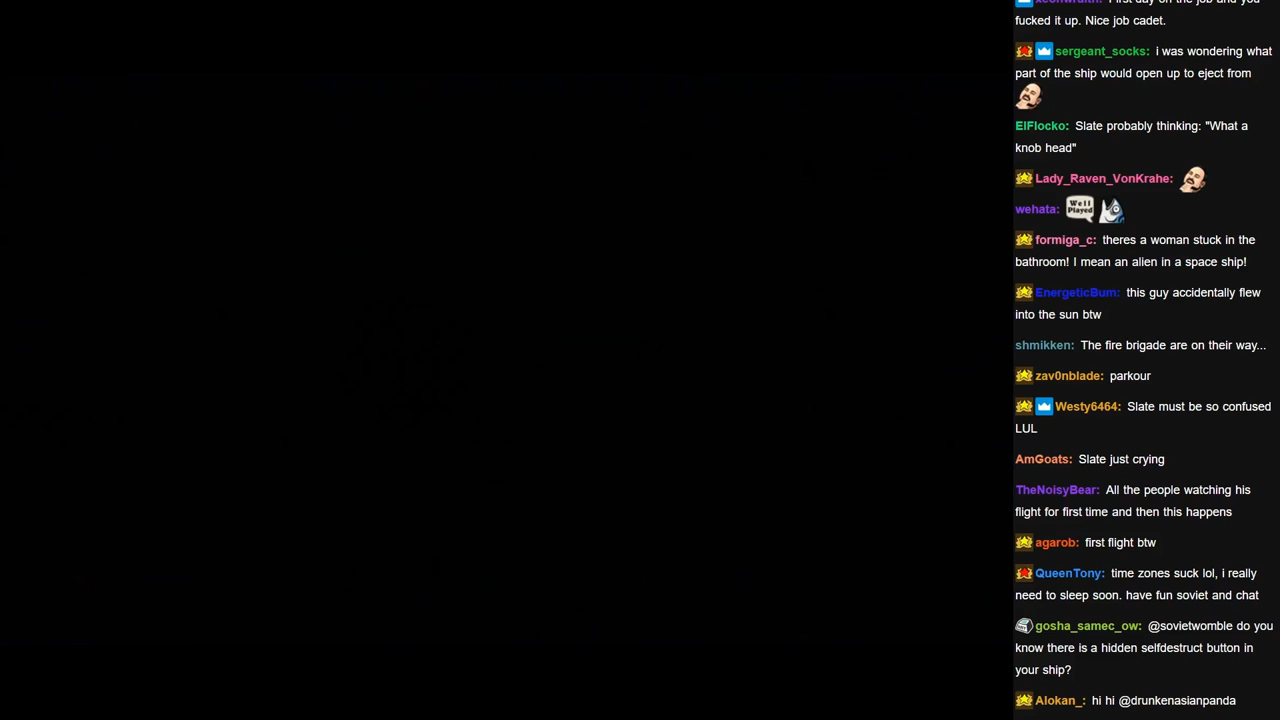 xeonwraith: First day on the job and you
fucked it up. Nice job cadet.
sergeant_socks: i was wondering what
part of the ship would open up to eject from
ElFlocko: Slate probably thinking: "What a
knob head"
Lady_Raven_VonKrahe:
wehata: Well Played
formiga_c: theres a woman stuck in the
bathroom! I mean an alien in a space ship!
EnergeticBum: this guy accidentally flew
into the sun btw
shmikken: The fire brigade are on their way...
zav0nblade: parkour
Westy6464: Slate must be so confused
LUL
AmGoats: Slate just crying
TheNoisyBear: All the people watching his
flight for first time and then this happens
agarob: first flight btw
QueenTony: time zones suck lol, i really
need to sleep soon. have fun soviet and chat
gosha_samec_ow: @sovietwomble do you
know there is a hidden selfdestruct button in
your ship?
Alokan_: hi hi @drunkenasianpanda